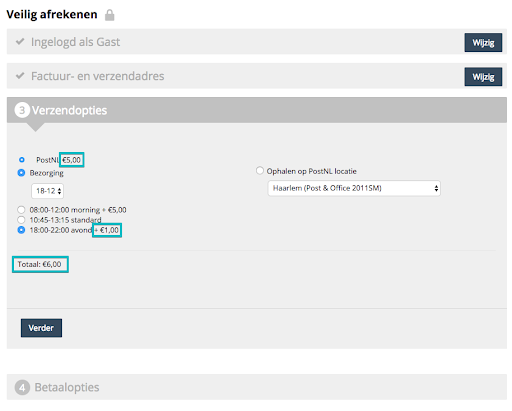 Veilig afrekenen
Ingelogd als Gast
Wijzig
Factuur- en verzendadres
Wijzig
3 Verzendopties
PostNL €5,00
Bezorging
18-12
08:00-12:00 morning + €5,00
10:45-13:15 standard
18:00-22:00 avond + €1,00
Ophalen op PostNL locatie
Haarlem (Post & Office 2011SM)
Totaal: €6,00
Verder
4 Betaalopties